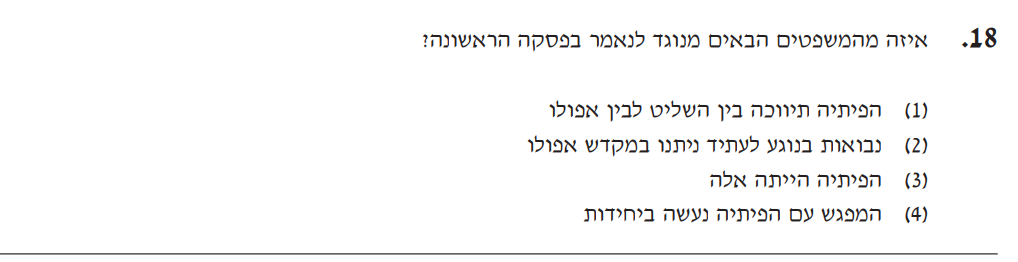 18. איזה מהמשפטים הבאים מנוגד לנאמר בפסקה הראשונה?
(1) הפיתיה תיווכה בין השליט לבין אפולו
(2) נבואות בנוגע לעתיד ניתנו במקדש אפולו
(3) הפיתיה הייתה אלה
(4) המפגש עם הפיתיה נעשה ביחידות